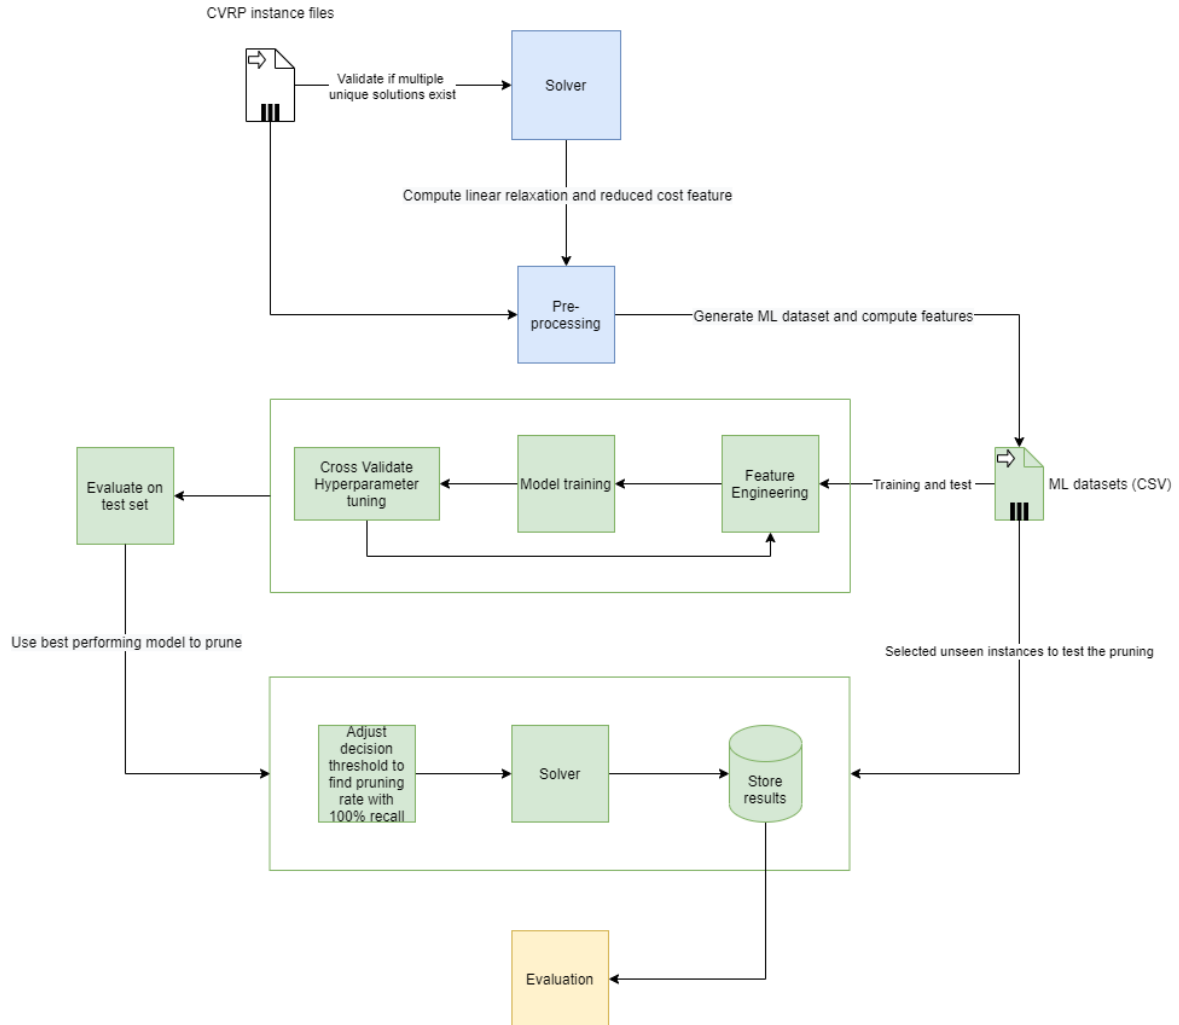 CVRP instance files
Validate if multiple
unique solutions exist
Solver
Compute linear relaxation and reduced cost feature
Pre-
processing
Generate ML dataset and compute features
Evaluate on
test set
Cross Validate
Hyperparameter
tuning
Model training
Feature
Engineering
Training and test
ML datasets (CSV)
Use best performing model to prune
Selected unseen instances to test the pruning
Adjust
decision
threshold to
find pruning
rate with
100% recall
Solver
Store
results
Evaluation